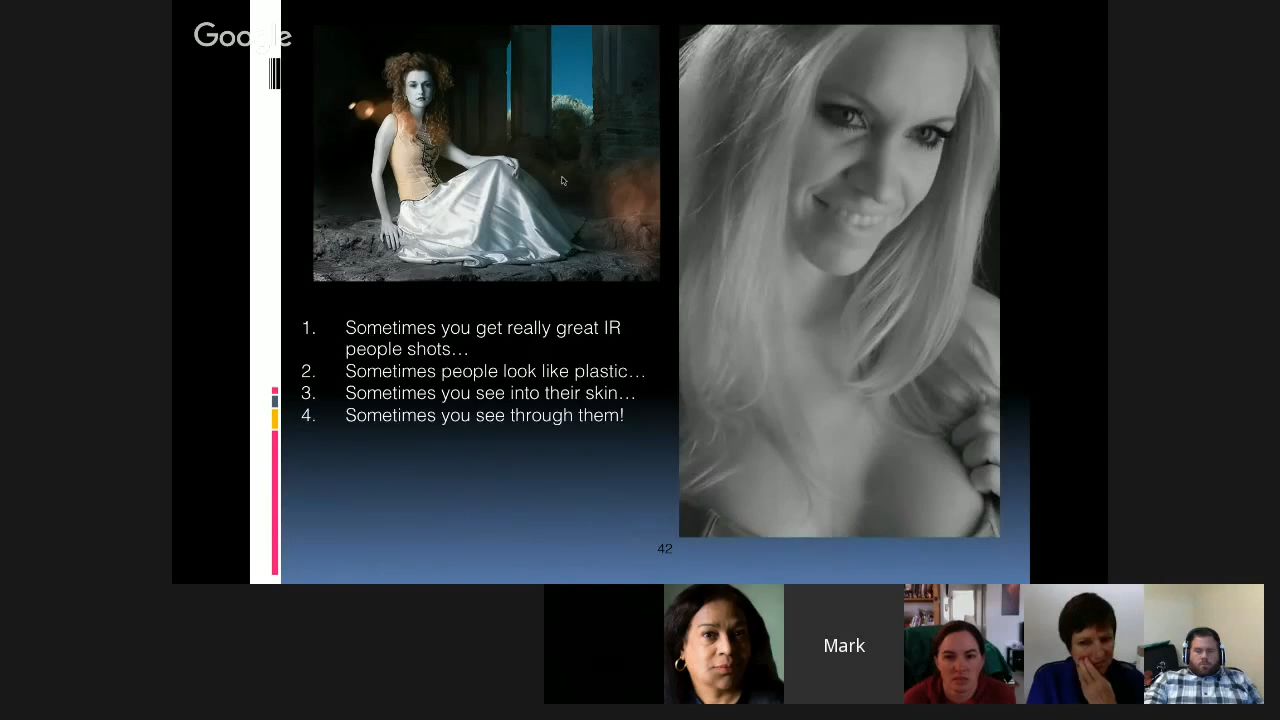 Google
1. Sometimes you get really great IR
people shots…
2. Sometimes people look like plastic…
3. Sometimes you see into their skin…
4. Sometimes you see through them!
42
Mark